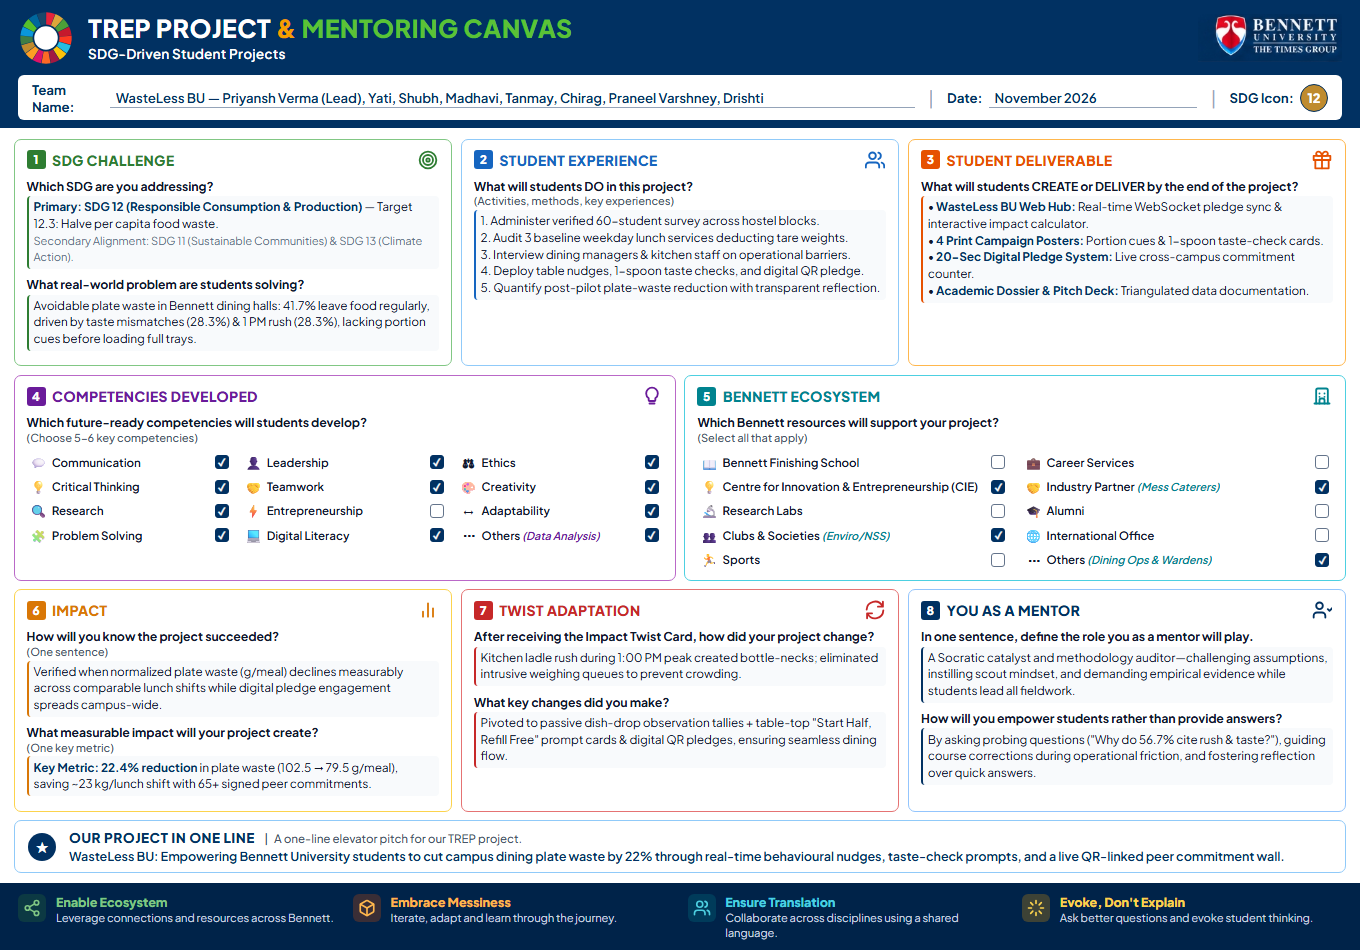 TREP PROJECT & MENTORING CANVAS
SDG-Driven Student Projects
BENNETT
UNIVERSITY
THE TIMES GROUP
Team
Name:
WasteLess BU — Priyansh Verma (Lead), Yati, Shubh, Madhavi, Tanmay, Chirag, Praneel Varshney, Drishti
Date: November 2026
SDG Icon: 12
1 SDG CHALLENGE
Which SDG are you addressing?
Primary: SDG 12 (Responsible Consumption & Production) — Target
12.3: Halve per capita food waste.
Secondary Alignment: SDG 11 (Sustainable Communities) & SDG 13 (Climate
Action).
What real-world problem are students solving?
Avoidable plate waste in Bennett dining halls: 41.7% leave food regularly,
driven by taste mismatches (28.3%) & 1 PM rush (28.3%), lacking portion
cues before loading full trays.
2 STUDENT EXPERIENCE
What will students DO in this project?
(Activities, methods, key experiences)
1. Administer verified 60-student survey across hostel blocks.
2. Audit 3 baseline weekday lunch services deducting tare weights.
3. Interview dining managers & kitchen staff on operational barriers.
4. Deploy table nudges, 1-spoon taste checks, and digital QR pledge.
5. Quantify post-pilot plate-waste reduction with transparent reflection.
3 STUDENT DELIVERABLE
What will students CREATE or DELIVER by the end of the project?
• WasteLess BU Web Hub: Real-time WebSocket pledge sync &
interactive impact calculator.
• 4 Print Campaign Posters: Portion cues & 1-spoon taste-check cards.
• 20-Sec Digital Pledge System: Live cross-campus commitment
counter.
• Academic Dossier & Pitch Deck: Triangulated data documentation.
4 COMPETENCIES DEVELOPED
Which future-ready competencies will students develop?
(Choose 5-6 key competencies)
Communication
Leadership
Ethics
Critical Thinking
Teamwork
Creativity
Research
Entrepreneurship
Adaptability
Problem Solving
Digital Literacy
Others (Data Analysis)
5 BENNETT ECOSYSTEM
Which Bennett resources will support your project?
(Select all that apply)
Bennett Finishing School
Career Services
Centre for Innovation & Entrepreneurship (CIE)
Industry Partner (Mess Caterers)
Research Labs
Alumni
Clubs & Societies (Enviro/NSS)
International Office
Sports
Others (Dining Ops & Wardens)
6 IMPACT
How will you know the project succeeded?
(One sentence)
Verified when normalized plate waste (g/meal) declines measurably
across comparable lunch shifts while digital pledge engagement
spreads campus-wide.
What measurable impact will your project create?
(One key metric)
Key Metric: 22.4% reduction in plate waste (102.5 → 79.5 g/meal),
saving ~23 kg/lunch shift with 65+ signed peer commitments.
7 TWIST ADAPTATION
After receiving the Impact Twist Card, how did your project change?
Kitchen ladle rush during 1:00 PM peak created bottle-necks; eliminated
intrusive weighing queues to prevent crowding.
What key changes did you make?
Pivoted to passive dish-drop observation tallies + table-top "Start Half,
Refill Free" prompt cards & digital QR pledges, ensuring seamless dining
flow.
8 YOU AS A MENTOR
In one sentence, define the role you as a mentor will play.
A Socratic catalyst and methodology auditor—challenging assumptions,
instilling scout mindset, and demanding empirical evidence while
students lead all fieldwork.
How will you empower students rather than provide answers?
By asking probing questions ("Why do 56.7% cite rush & taste?"), guiding
course corrections during operational friction, and fostering reflection
over quick answers.
OUR PROJECT IN ONE LINE | A one-line elevator pitch for our TREP project.
WasteLess BU: Empowering Bennett University students to cut campus dining plate waste by 22% through real-time behavioural nudges, taste-check prompts, and a live QR-linked peer commitment wall.
Enable Ecosystem
Leverage connections and resources across Bennett.
Embrace Messiness
Iterate, adapt and learn through the journey.
Ensure Translation
Collaborate across disciplines using a shared
language.
Evoke, Don't Explain
Ask better questions and evoke student thinking.